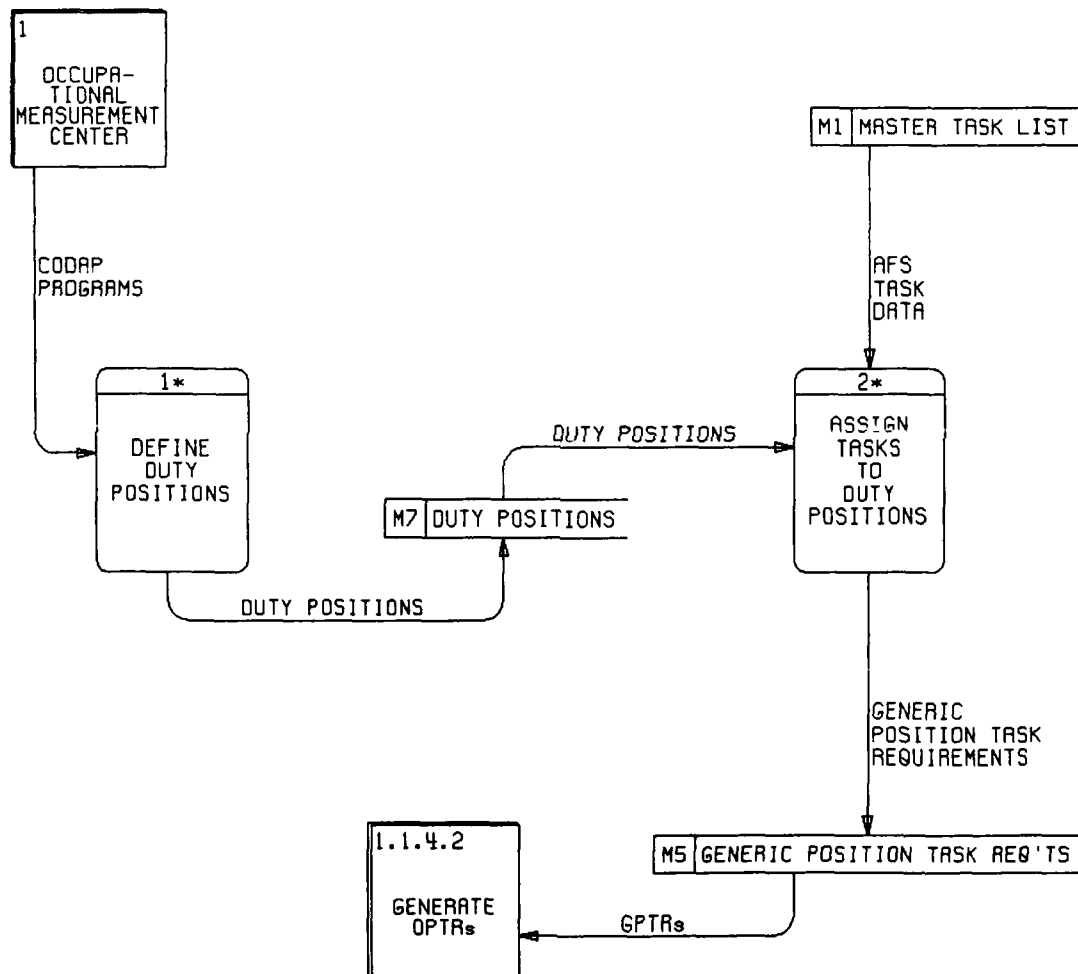 1
OCCUPA-
TIONAL
MEASUREMENT
CENTER
M1 MASTER TASK LIST
CODAP
PROGRAMS
AFS
TASK
DATA
1*
DEFINE
DUTY
POSITIONS
2*
ASSIGN
TASKS
TO
DUTY
POSITIONS
DUTY POSITIONS
M7 DUTY POSITIONS
DUTY POSITIONS
GENERIC
POSITION TASK
REQUIREMENTS
1.1.4.2
GENERATE
OPTRs
M5 GENERIC POSITION TASK REQ'TS
GPTRs